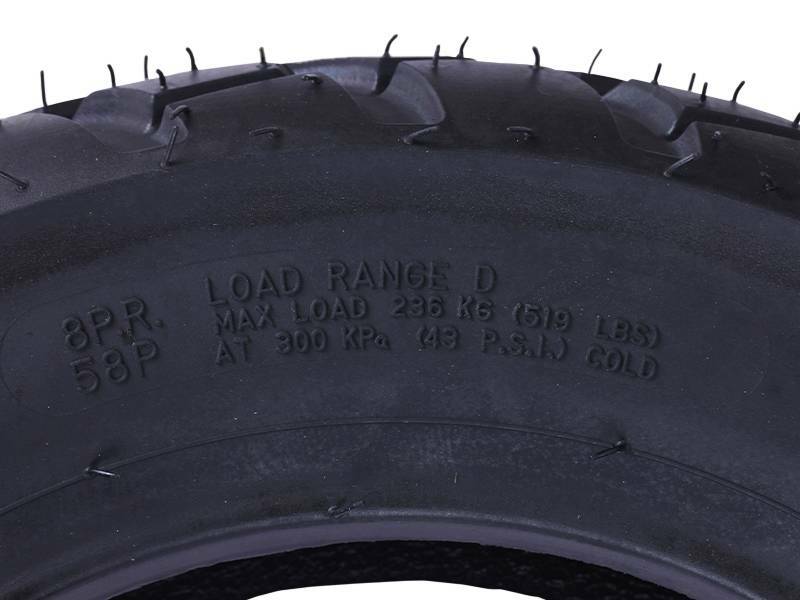 8P.R.
58P
LOAD RANGE D
MAX LOAD 236 KG (519 LBS)
AT 300 KPa (43 P.S.I.) COLD